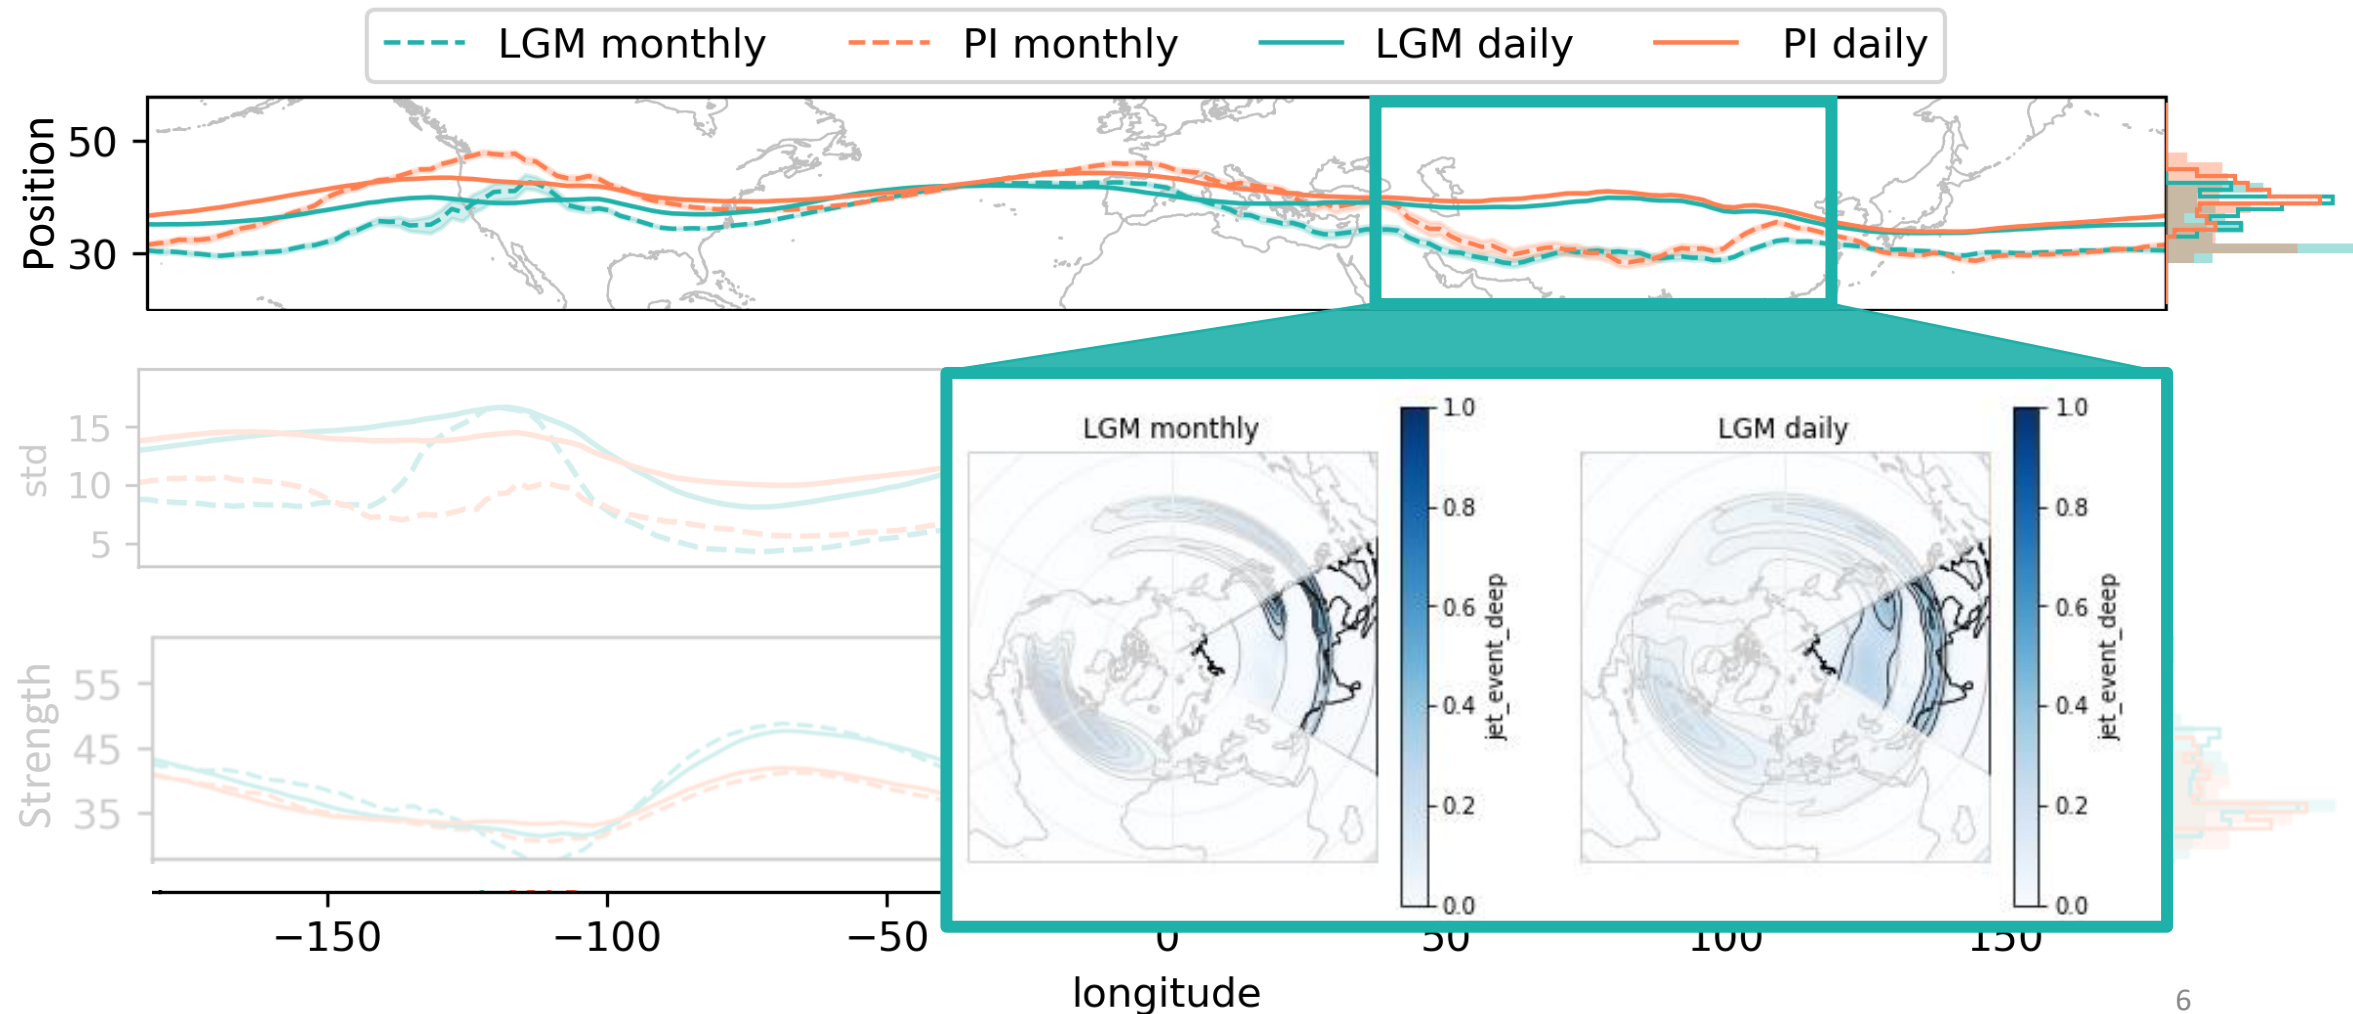 LGM monthly PI monthly LGM daily PI daily
Position
50
30
std
15
10
5
Strength
55
45
35
LGM monthly
1.0
0.8
0.6
0.4
0.2
0.0
jet_event_deep
LGM daily
1.0
0.8
0.6
0.4
0.2
0.0
jet_event_deep
−150 −100 −50 0 50 100 150
longitude
6